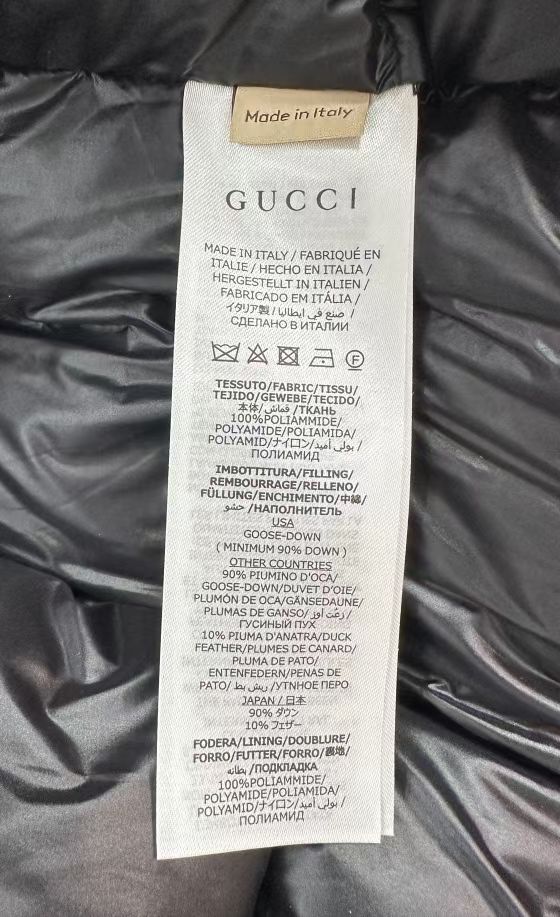 Made in Italy
GUCCI
MADE IN ITALY / FABRIQUÉ EN
ITALIE / HECHO EN ITALIA /
HERGESTELLT IN ITALIEN /
FABRICADO EM ITÁLIA /
イタリア製 / صنع في ايطاليا /
СДЕЛАНО В ИТАЛИИ
F
TESSUTO/FABRIC/TISSU/
TEJIDO/GEWEBE/TECIDO/
本体/قماش /ТКАНЬ
100%POLIAMMIDE/
POLYAMIDE/POLIAMIDA/
POLYAMID/ナイロン/بولي أميد /
ПОЛИАМИД
IMBOTTITURA/FILLING/
REMBOURRAGE/RELLENO/
FÜLLUNG/ENCHIMENTO/中綿/
حشو /НАПОЛНИТЕЛЬ
USA
GOOSE-DOWN
( MINIMUM 90% DOWN )
OTHER COUNTRIES
90% PIUMINO D'OCA/
GOOSE-DOWN/DUVET D'OIE/
PLUMÓN DE OCA/GÄNSEDAUNE/
PLUMAS DE GANSO/زغب أوز /
ГУСИНЫЙ ПУХ
10% PIUMA D'ANATRA/DUCK
FEATHER/PLUMES DE CANARD/
PLUMA DE PATO/
ENTENFEDERN/PENAS DE
PATO/ريش بط /УТНОЕ ПЕРО
JAPAN / 日本
90% ダウン
10% フェザー
FODERA/LINING/DOUBLURE/
FORRO/FUTTER/FORRO/裏地/
بطانه /ПОДКЛАДКА
100%POLIAMMIDE/
POLYAMIDE/POLIAMIDA/
POLYAMID/ナイロン/بولي أميد /
ПОЛИАМИД